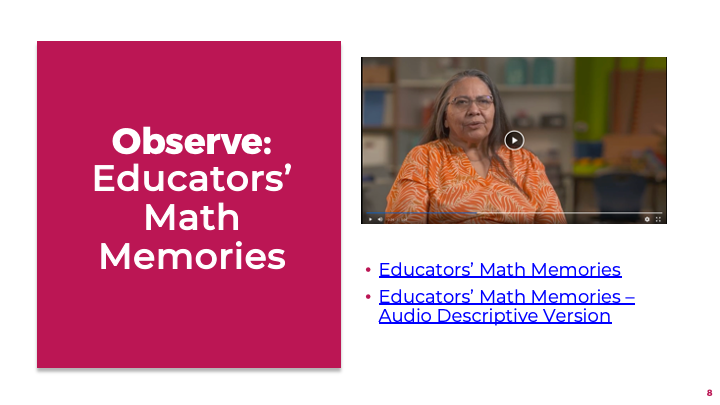 Observe:
Educators’
Math
Memories
• Educators’ Math Memories
• Educators’ Math Memories –
Audio Descriptive Version
8